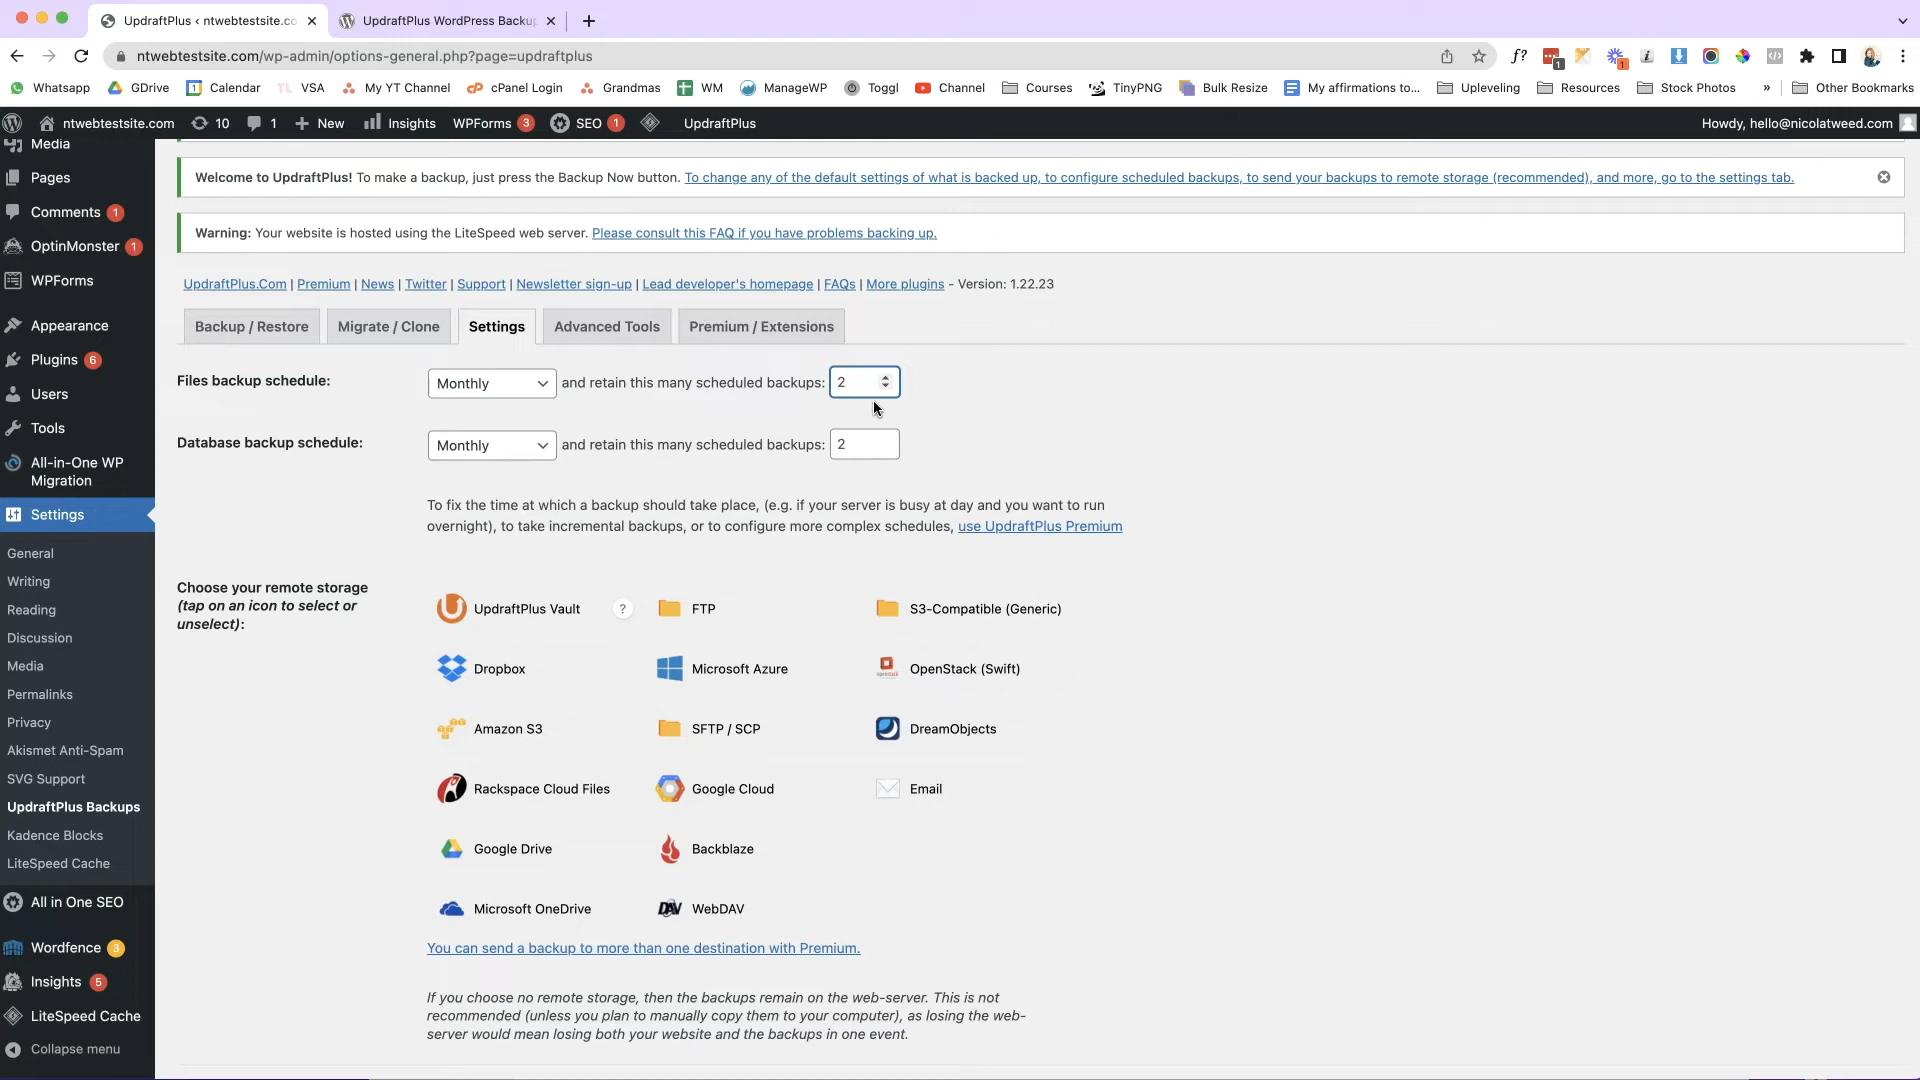 UpdraftPlus ‹ ntwebtestsite.co
UpdraftPlus WordPress Backup
ntwebtestsite.com/wp-admin/options-general.php?page=updraftplus
f?
1
1
Whatsapp
GDrive
Calendar
TL VSA
My YT Channel
cPanel Login
Grandmas
WM
ManageWP
Toggl
Channel
Courses
TinyPNG
Bulk Resize
My affirmations to...
Upleveling
Resources
Stock Photos
»
Other Bookmarks
ntwebtestsite.com
10
1
New
Insights
WPForms 3
SEO 1
UpdraftPlus
Howdy, hello@nicolatweed.com
Media
Pages
Comments 1
OptinMonster 1
WPForms
Appearance
Plugins 6
Users
Tools
All-in-One WP
Migration
Settings
General
Writing
Reading
Discussion
Media
Permalinks
Privacy
Akismet Anti-Spam
SVG Support
UpdraftPlus Backups
Kadence Blocks
LiteSpeed Cache
All in One SEO
Wordfence 3
Insights 5
LiteSpeed Cache
Collapse menu
Welcome to UpdraftPlus! To make a backup, just press the Backup Now button. To change any of the default settings of what is backed up, to configure scheduled backups, to send your backups to remote storage (recommended), and more, go to the settings tab.
Warning: Your website is hosted using the LiteSpeed web server. Please consult this FAQ if you have problems backing up.
UpdraftPlus.Com | Premium | News | Twitter | Support | Newsletter sign-up | Lead developer's homepage | FAQs | More plugins - Version: 1.22.23
Backup / Restore
Migrate / Clone
Settings
Advanced Tools
Premium / Extensions
Files backup schedule:
Monthly
and retain this many scheduled backups: 2
Database backup schedule:
Monthly
and retain this many scheduled backups: 2
To fix the time at which a backup should take place, (e.g. if your server is busy at day and you want to run
overnight), to take incremental backups, or to configure more complex schedules, use UpdraftPlus Premium
Choose your remote storage
(tap on an icon to select or
unselect):
UpdraftPlus Vault ?
FTP
S3-Compatible (Generic)
Dropbox
Microsoft Azure
openstack
OpenStack (Swift)
Amazon S3
SFTP / SCP
DreamObjects
Rackspace Cloud Files
Google Cloud
Email
Google Drive
Backblaze
Microsoft OneDrive
DAV WebDAV
You can send a backup to more than one destination with Premium.
If you choose no remote storage, then the backups remain on the web-server. This is not
recommended (unless you plan to manually copy them to your computer), as losing the web-
server would mean losing both your website and the backups in one event.